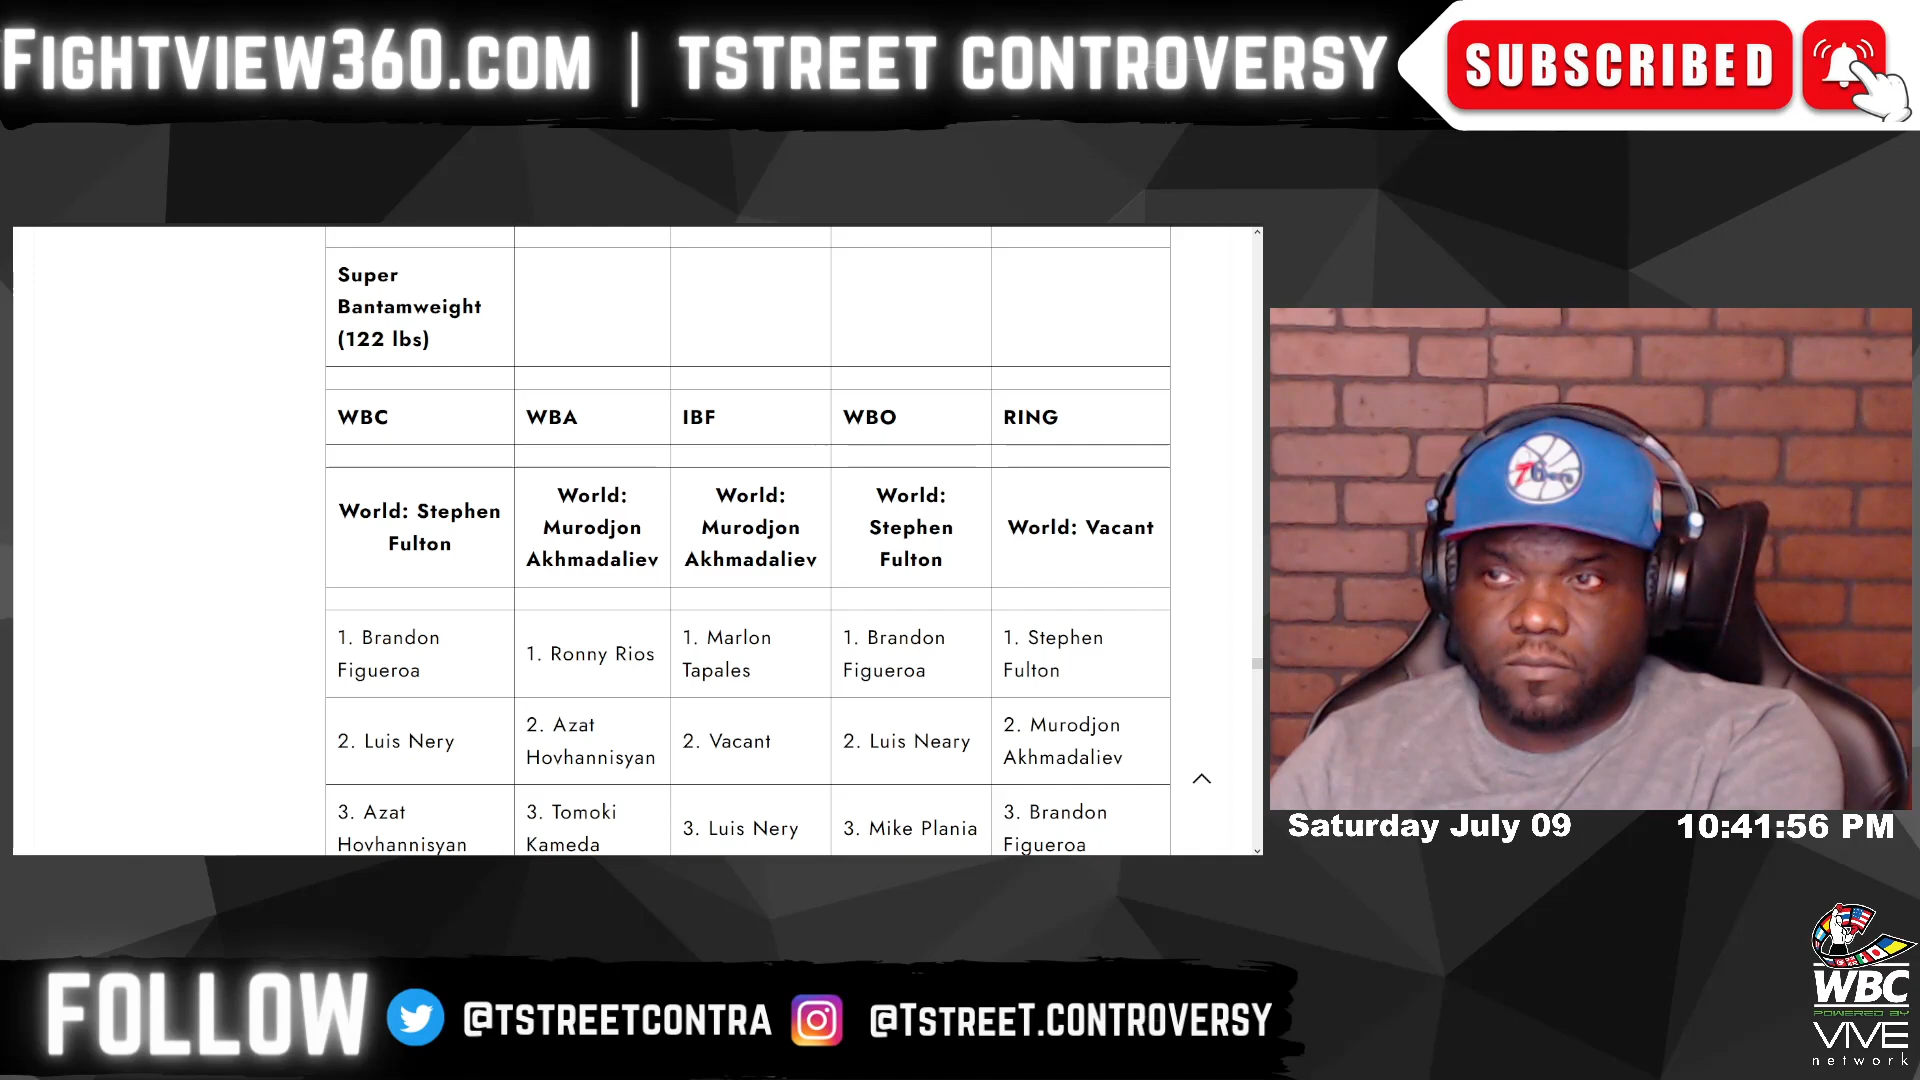 FIGHTVIEW360.COM | TSTREET CONTROVERSY
SUBSCRIBED
Super
Bantamweight
(122 lbs)
WBC WBA IBF WBO RING
World: Stephen
Fulton
World:
Murodjon
Akhmadaliev
World:
Murodjon
Akhmadaliev
World:
Stephen
Fulton
World: Vacant
1. Brandon
Figueroa
1. Ronny Rios
1. Marlon
Tapales
1. Brandon
Figueroa
1. Stephen
Fulton
2. Luis Nery
2. Azat
Hovhannisyan
2. Vacant
2. Luis Neary
2. Murodjon
Akhmadaliev
3. Azat
Hovhannisyan
3. Tomoki
Kameda
3. Luis Nery
3. Mike Plania
3. Brandon
Figueroa
76ers
Saturday July 09 10:41:56 PM
FOLLOW @TSTREETCONTRA @TSTREET.CONTROVERSY
WBC
POWERED BY
VIVE
network